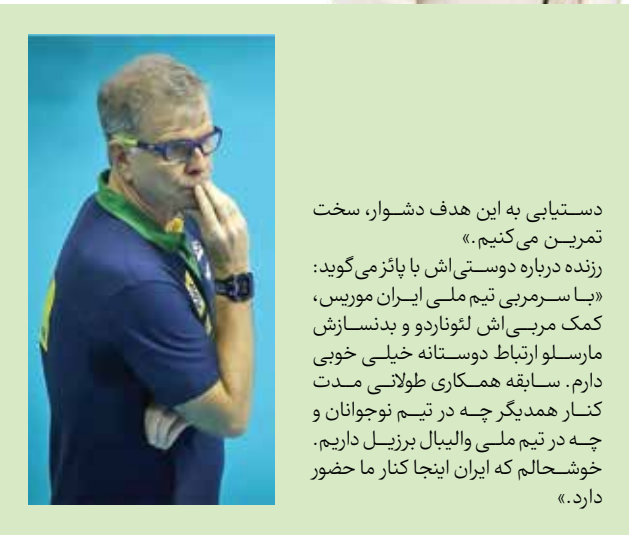 دستیابی به این هدف دشوار، سخت
تمرین می‌کنیم.»
رزنده درباره دوستی‌اش با پائز می‌گوید:
«با سرمربی تیم ملی ایران موریس،
کمک مربی‌اش لئوناردو و بدنسازش
مارسلو ارتباط دوستانه خیلی خوبی
دارم. سابقه همکاری طولانی مدت
کنار همدیگر چه در تیم نوجوانان و
چه در تیم ملی والیبال برزیل داریم.
خوشحالم که ایران اینجا کنار ما حضور
دارد.»